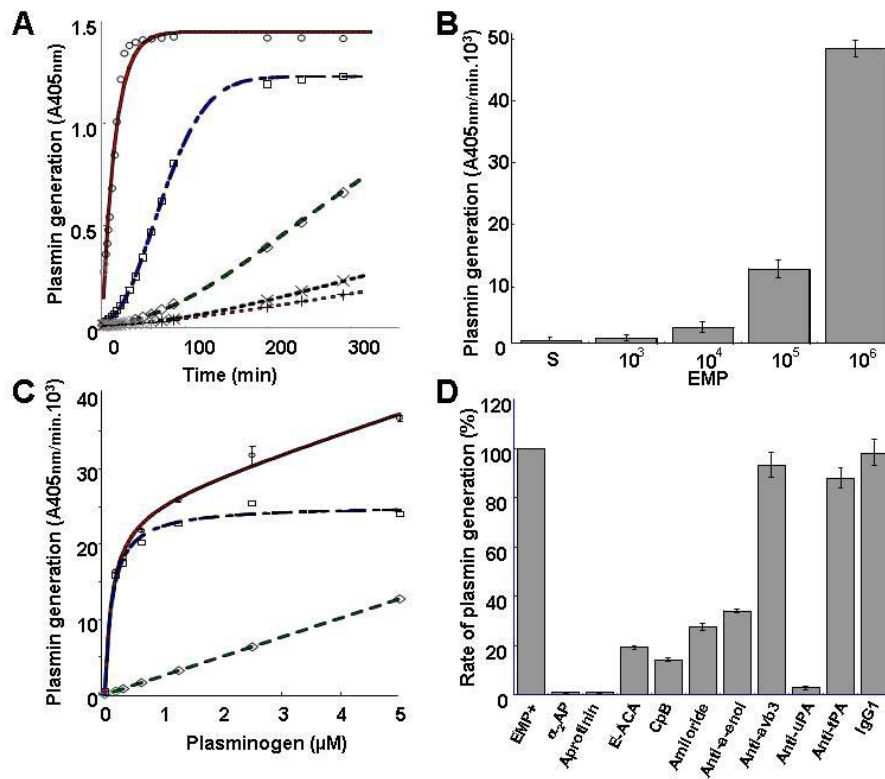 A
Plasmin generation (A405nm)
1.5
1.0
0.5
0
0 100 200 300
Time (min)
B
Plasmin generation (A405nm/min.10³)
50
40
30
20
10
0
S 10³ 10⁴ 10⁵ 10⁶
EMP
C
Plasmin generation (A405nm/min.10³)
40
30
20
10
0
0 1 2 3 4 5
Plasminogen (µM)
D
Rate of plasmin generation (%)
120
100
80
60
40
20
0
EMP+
α₂AP
Aprotinin
E-ACA
CpB
Amiloride
Anti-a-enol
Anti-avb3
Anti-uPA
Anti-tPA
IgG1